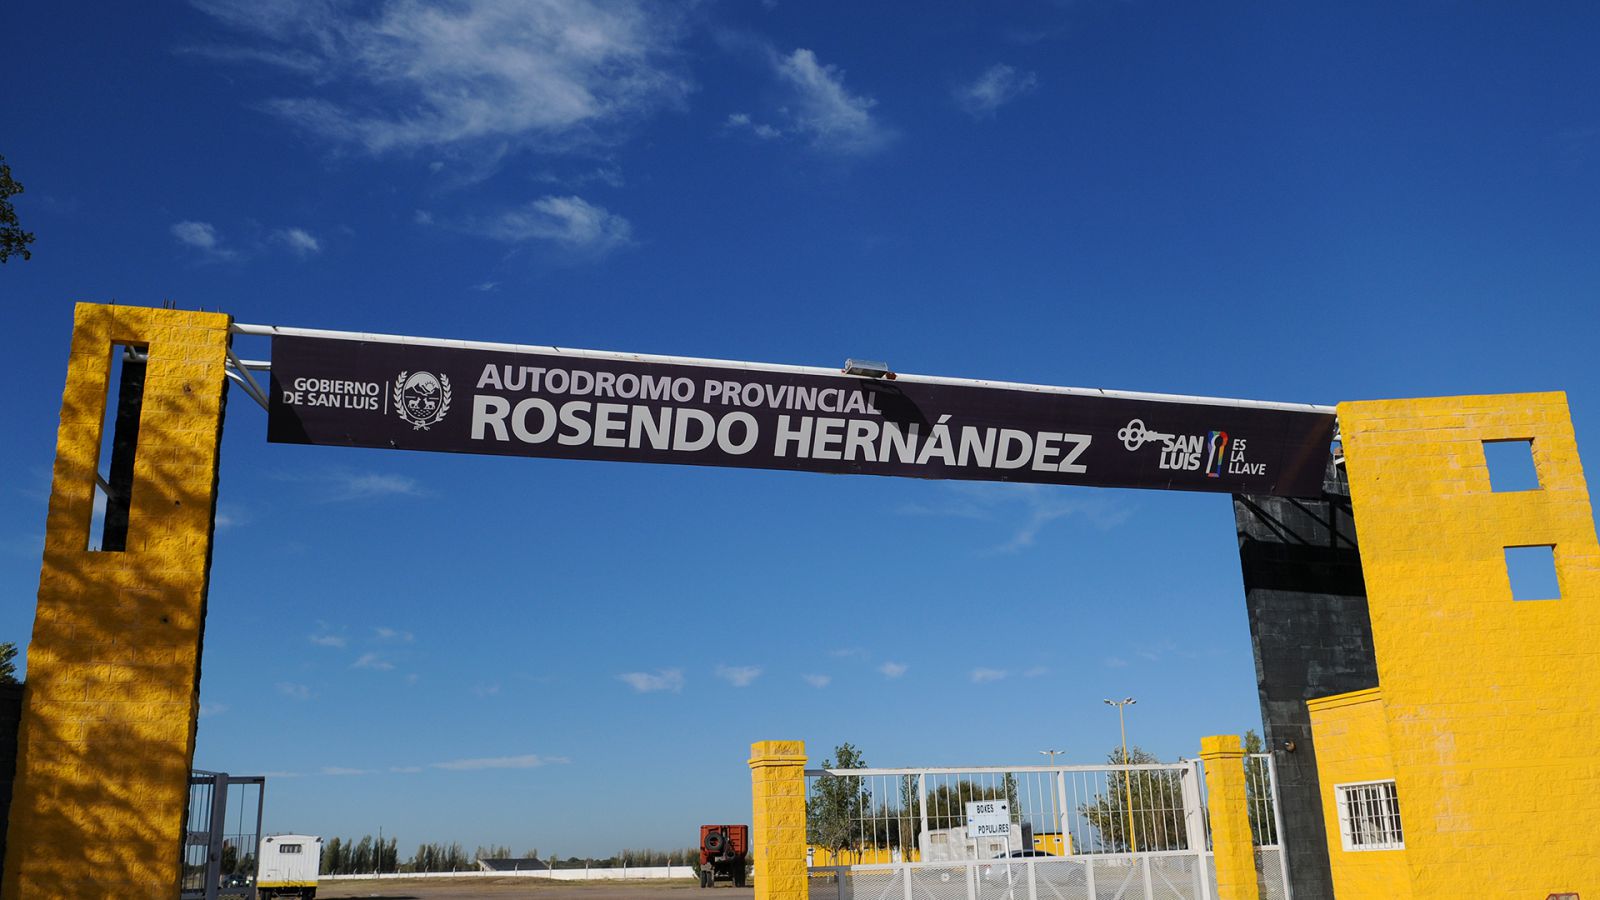 GOBIERNO
DE SAN LUIS
AUTODROMO PROVINCIAL
ROSENDO HERNÁNDEZ
SAN
LUIS
ES
LA
LLAVE
BOXES
POPULARES